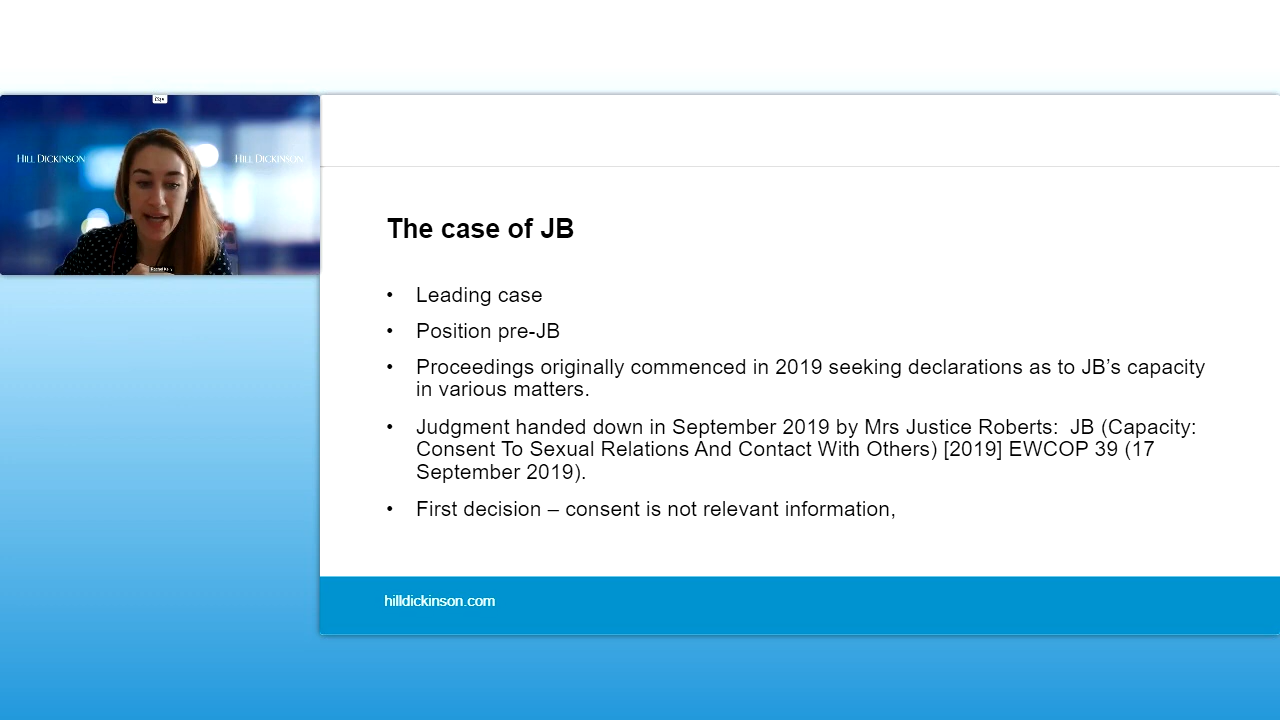 HILL DICKINSON
HILL DICKINSON
The case of JB
• Leading case
• Position pre-JB
• Proceedings originally commenced in 2019 seeking declarations as to JB’s capacity
in various matters.
• Judgment handed down in September 2019 by Mrs Justice Roberts:  JB (Capacity:
Consent To Sexual Relations And Contact With Others) [2019] EWCOP 39 (17
September 2019).
• First decision – consent is not relevant information,
hilldickinson.com